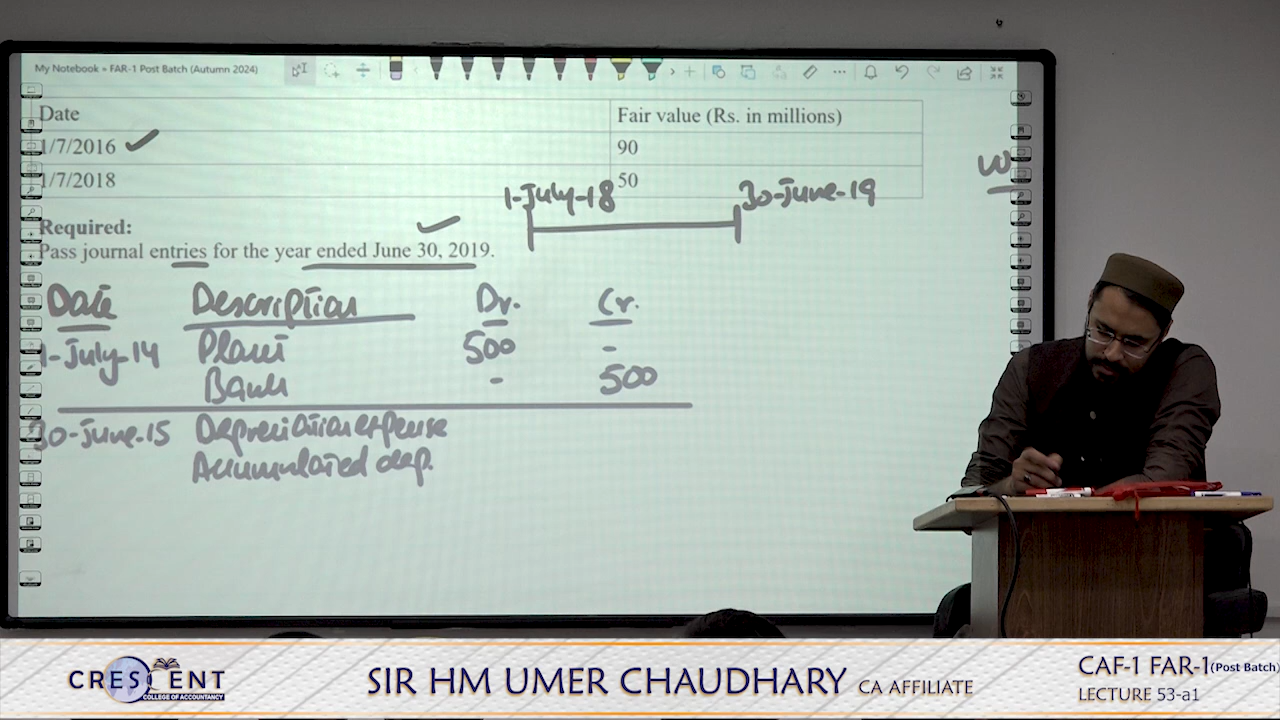 My Notebook » FAR-1 Post Batch (Autumn 2024)
Date Fair value (Rs. in millions)
1/7/2016 90
1/7/2018 50
1-July-18 30-June-19
W
Required:
Pass journal entries for the year ended June 30, 2019.
Date Description Dr. Cr.
1-July-14 Plant 500 -
Bank - 500
30-June-15 Depreciation expense
Accumulated dep.
CRESCENT
COLLEGE OF ACCOUNTANCY
SIR HM UMER CHAUDHARY CA AFFILIATE
CAF-1 FAR-1 (Post Batch)
LECTURE 53-a1